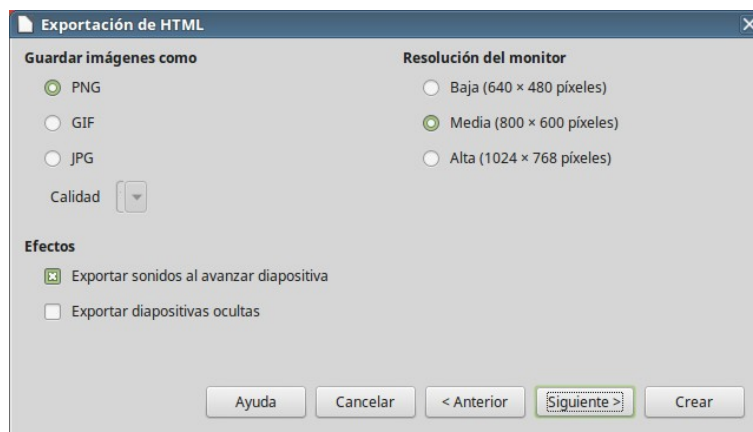 Exportación de HTML
Guardar imágenes como
PNG
GIF
JPG
Calidad
Resolución del monitor
Baja (640 × 480 píxeles)
Media (800 × 600 píxeles)
Alta (1024 × 768 píxeles)
Efectos
Exportar sonidos al avanzar diapositiva
Exportar diapositivas ocultas
Ayuda
Cancelar
< Anterior
Siguiente >
Crear